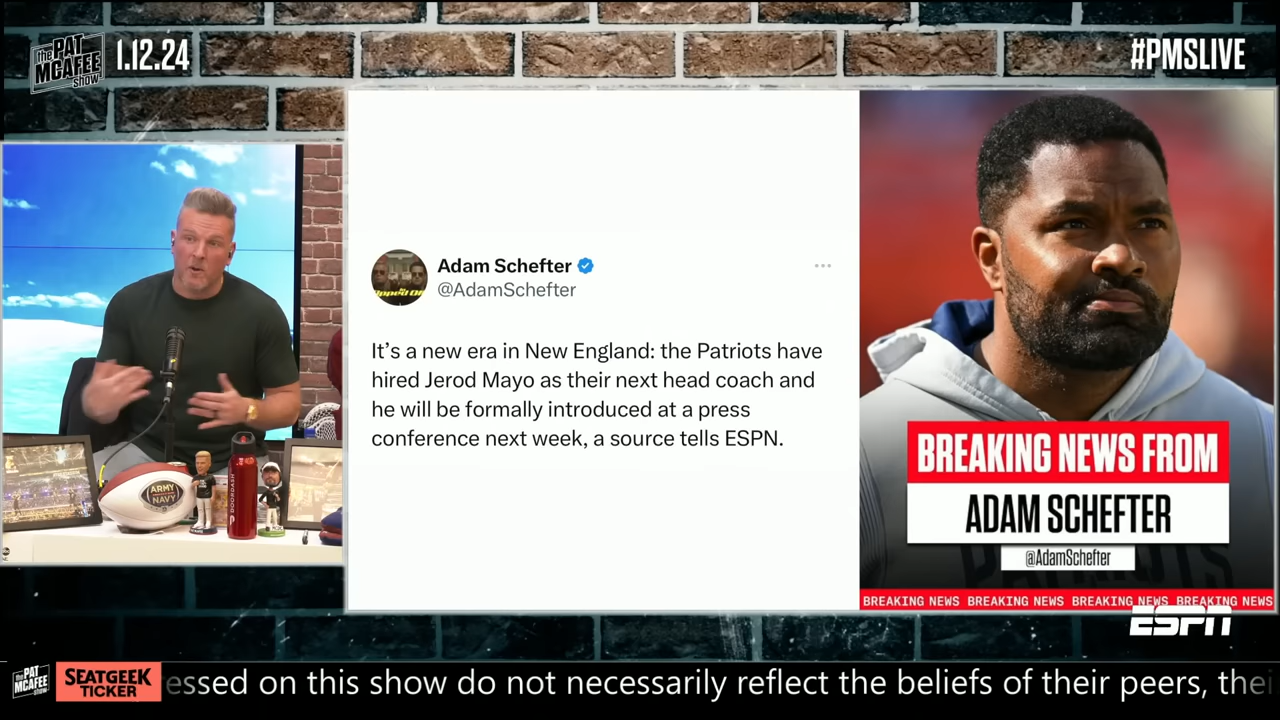 the PAT MCAFEE show
1.12.24
#PMSLIVE
Adam Schefter
@AdamSchefter
It’s a new era in New England: the Patriots have
hired Jerod Mayo as their next head coach and
he will be formally introduced at a press
conference next week, a source tells ESPN.
ARMY
NAVY
DOORDASH
BREAKING NEWS FROM
ADAM SCHEFTER
@AdamSchefter
BREAKING NEWS BREAKING NEWS BREAKING NEWS BREAKING NEWS
ESPN
the PAT MCAFEE show
SEATGEEK
TICKER
essed on this show do not necessarily reflect the beliefs of their peers, thei